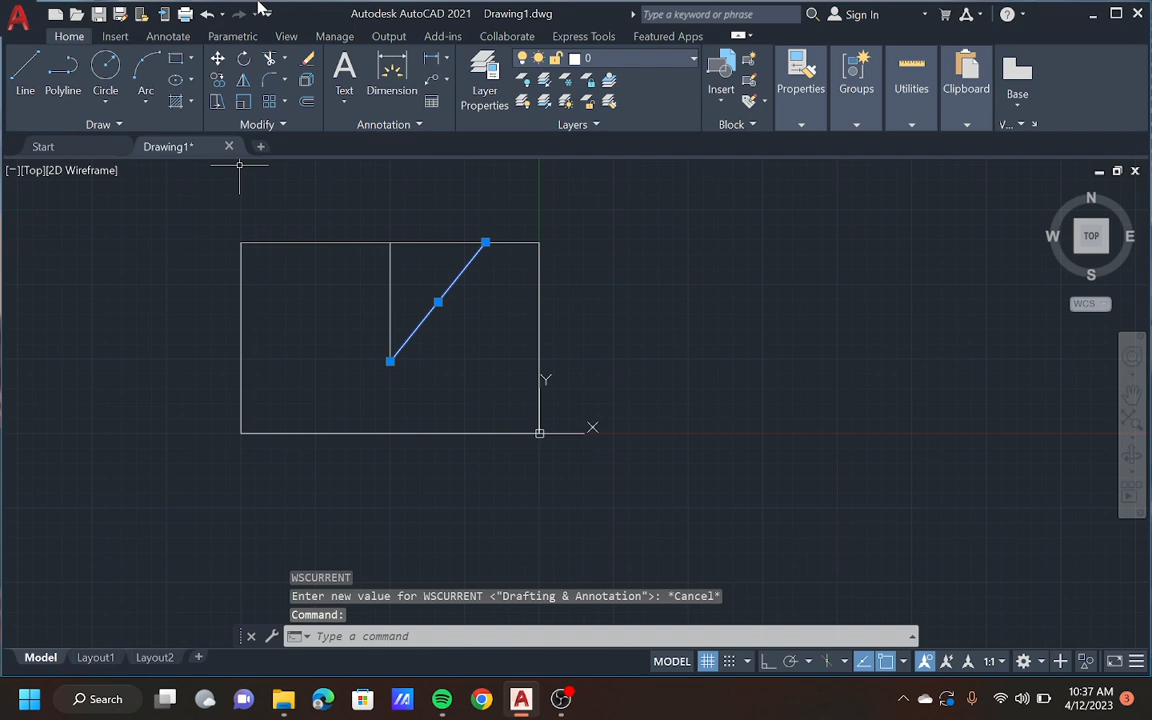 Autodesk AutoCAD 2021 Drawing1.dwg
Type a keyword or phrase
Sign In
Home Insert Annotate Parametric View Manage Output Add-ins Collaborate Express Tools Featured Apps
0
Line Polyline Circle Arc
Text Dimension
Layer Properties
Insert Properties Groups Utilities Clipboard Base
Draw Modify Annotation Layers Block V...
Start Drawing1*
[−][Top][2D Wireframe]
N
W TOP E
S
WCS
Y
X
WSCURRENT
Enter new value for WSCURRENT <"Drafting & Annotation">: *Cancel*
Command:
Type a command
Model Layout1 Layout2
MODEL
1:1
Search
10:37 AM
4/12/2023
3